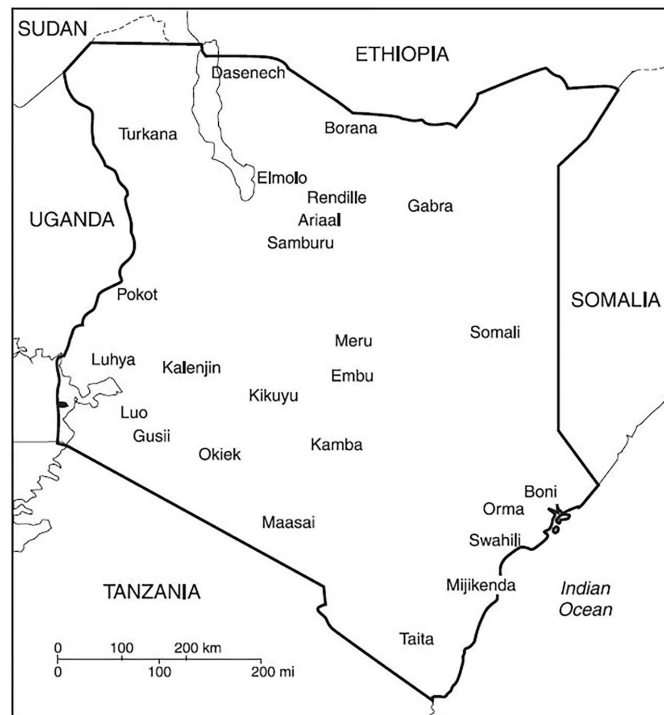 SUDAN
ETHIOPIA
Dasenech
Turkana
Borana
Elmolo
Rendille
Gabra
Ariaal
UGANDA
Samburu
Pokot
SOMALIA
Somali
Meru
Luhya
Kalenjin
Embu
Kikuyu
Luo
Gusii
Kamba
Okiek
Boni
Orma
Maasai
Swahili
Mijikenda
Indian
Ocean
TANZANIA
Taita
0 100 200 km
0 100 200 mi